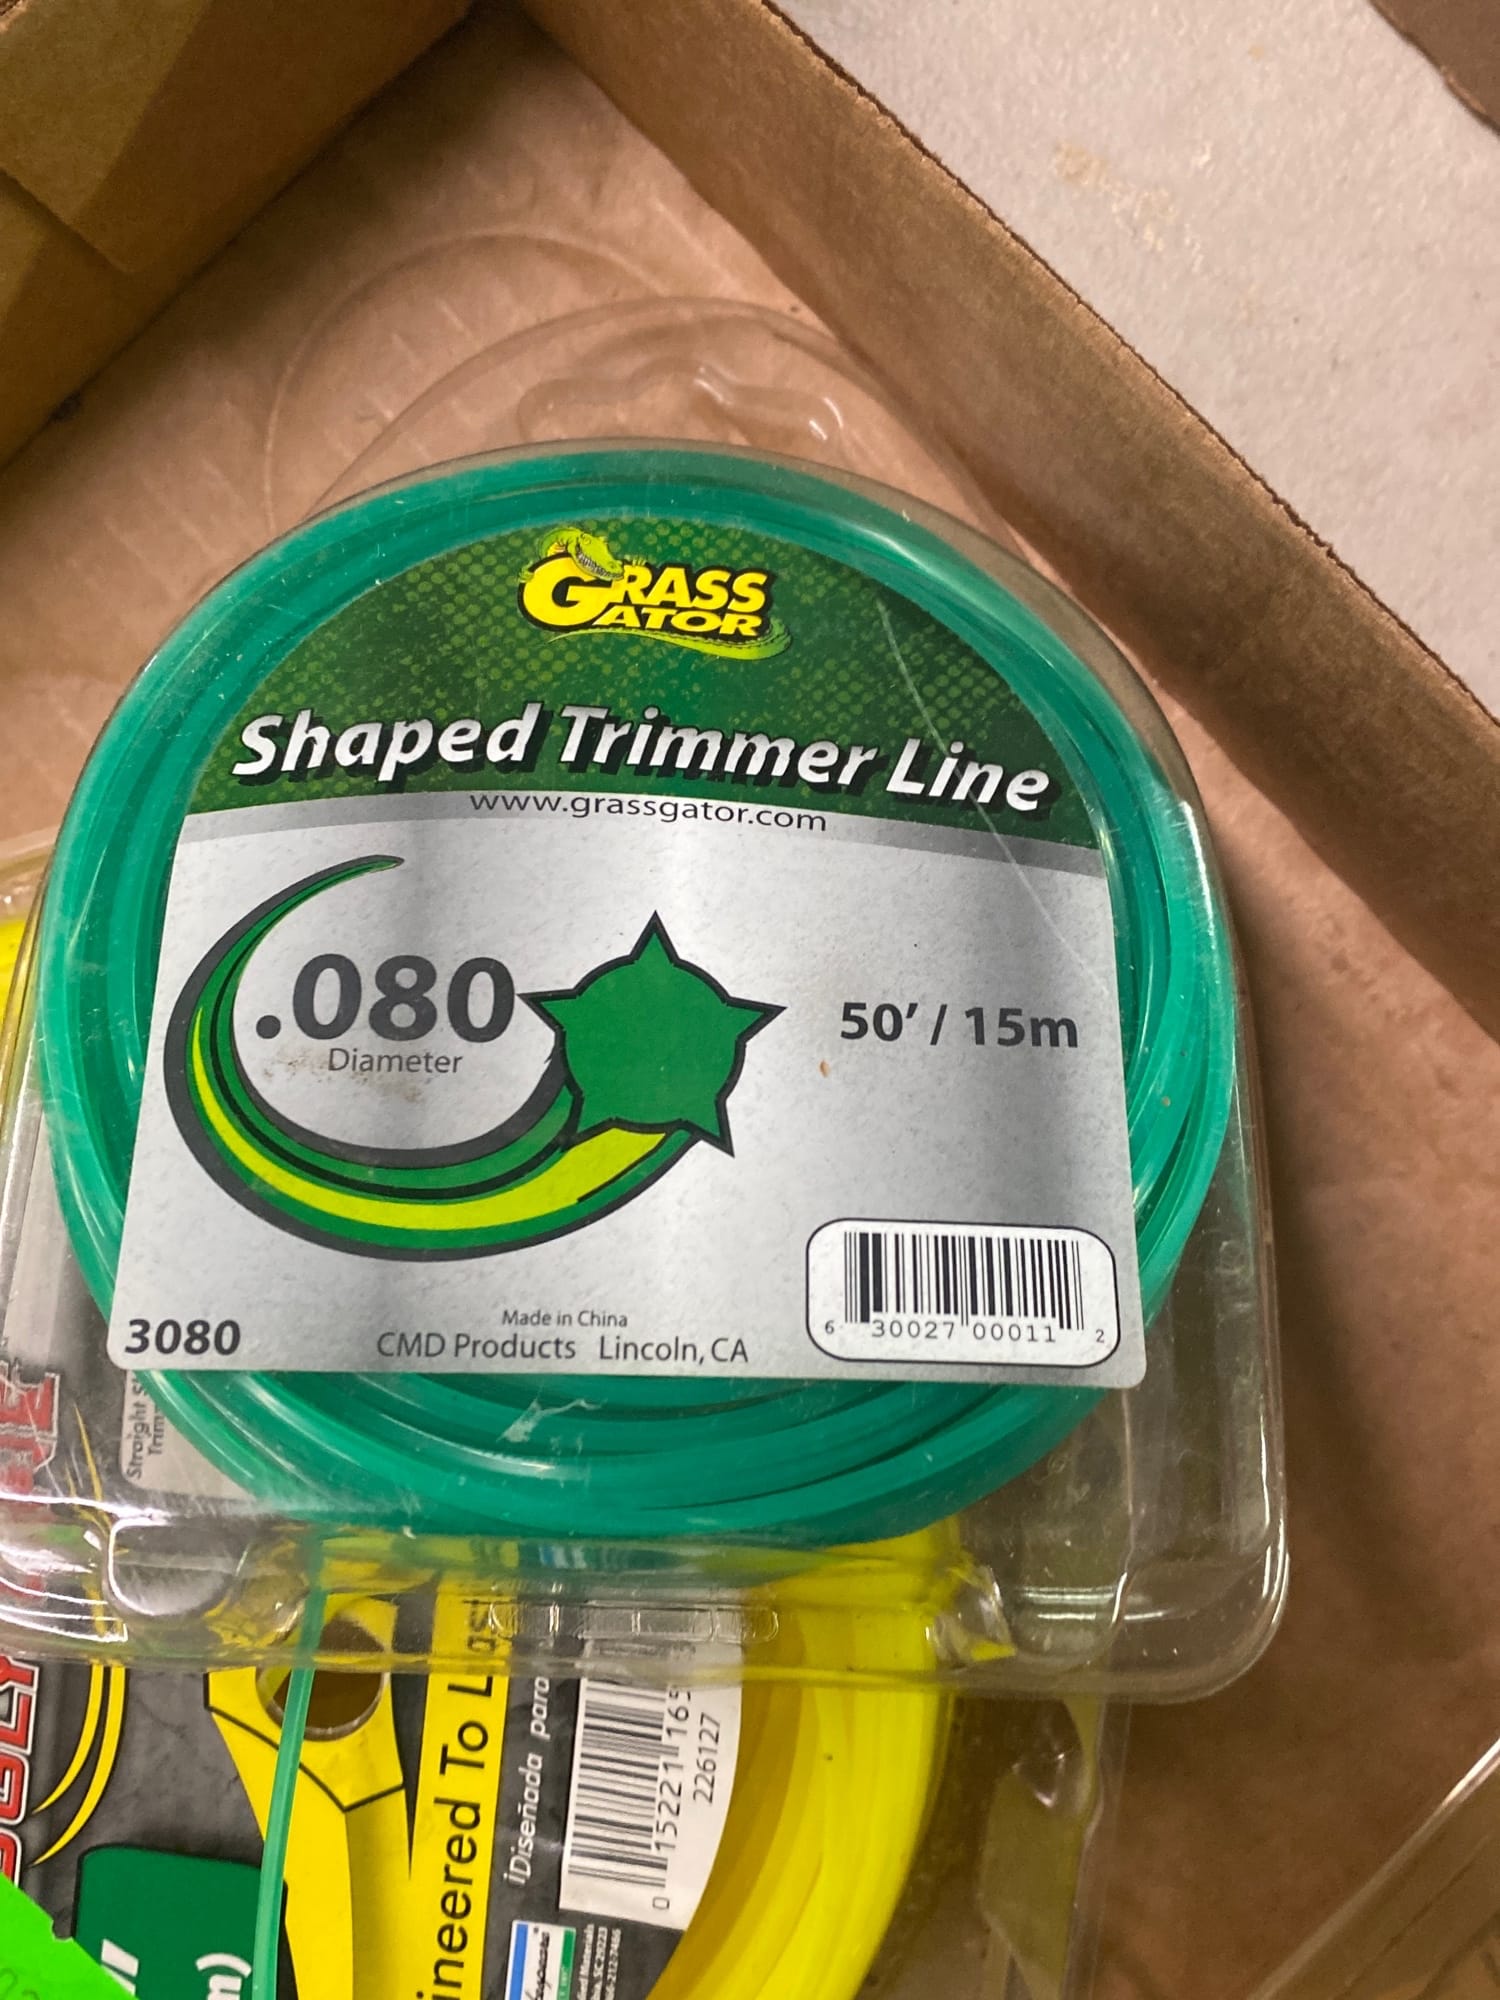 GRASS
GATOR
Shaped Trimmer Line
www.grassgator.com
.080
Diameter
50' / 15m
3080
Made in China
CMD Products Lincoln, CA
6 30027 00011 2
Straight
ineered To
¡Diseñada para
226127